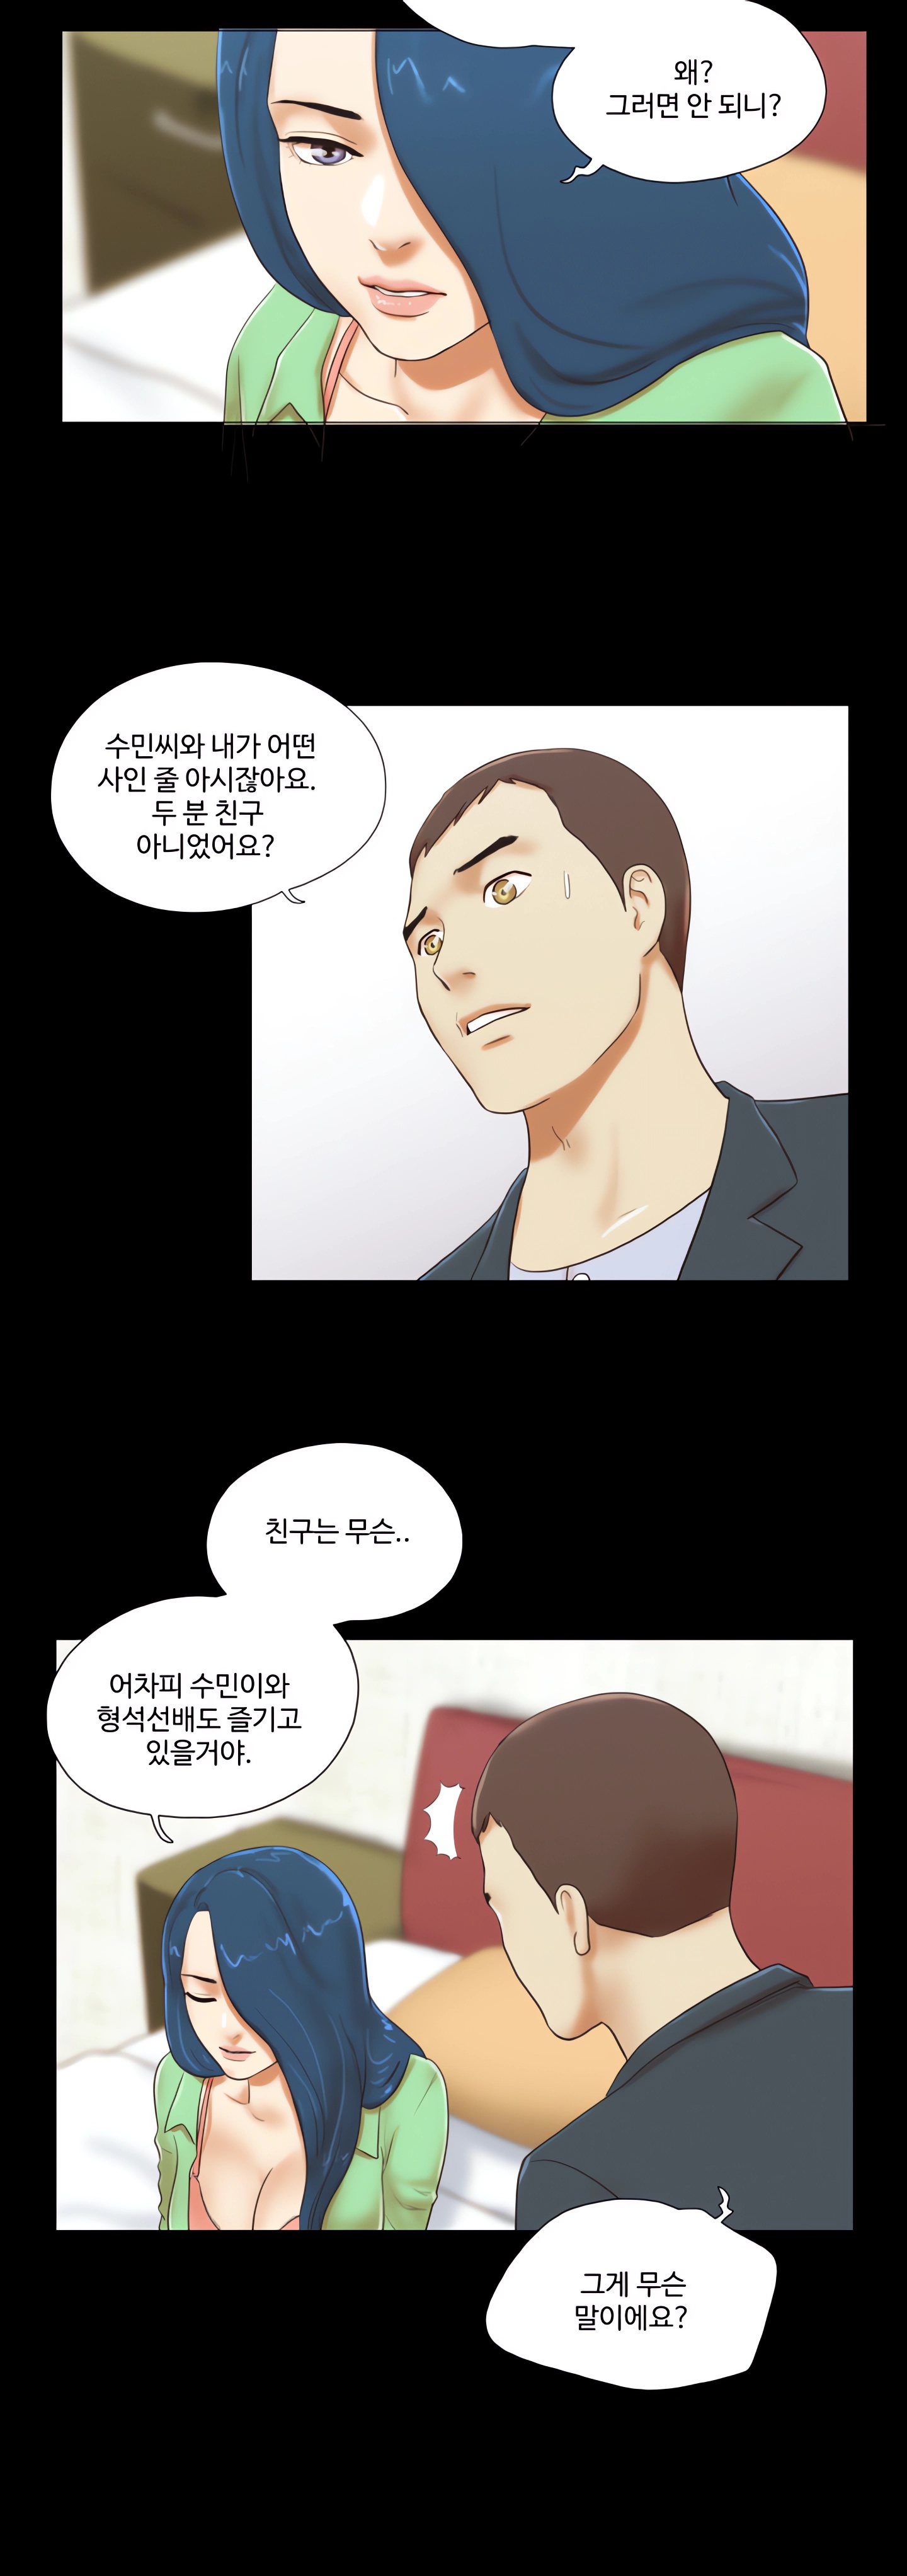 왜?
그러면 안 되니?
수민씨와 내가 어떤
사인 줄 아시잖아요.
두 분 친구
아니었어요?
친구는 무슨..
어차피 수민이와
형석선배도 즐기고
있을거야.
그게 무슨
말이에요?